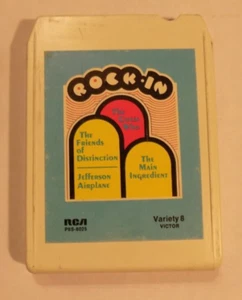 ROCK-IN
The
Guess
Who
The
Friends
of
Distinction
Jefferson
Airplane
The
Main
Ingredient
RCA
Variety 8
VICTOR